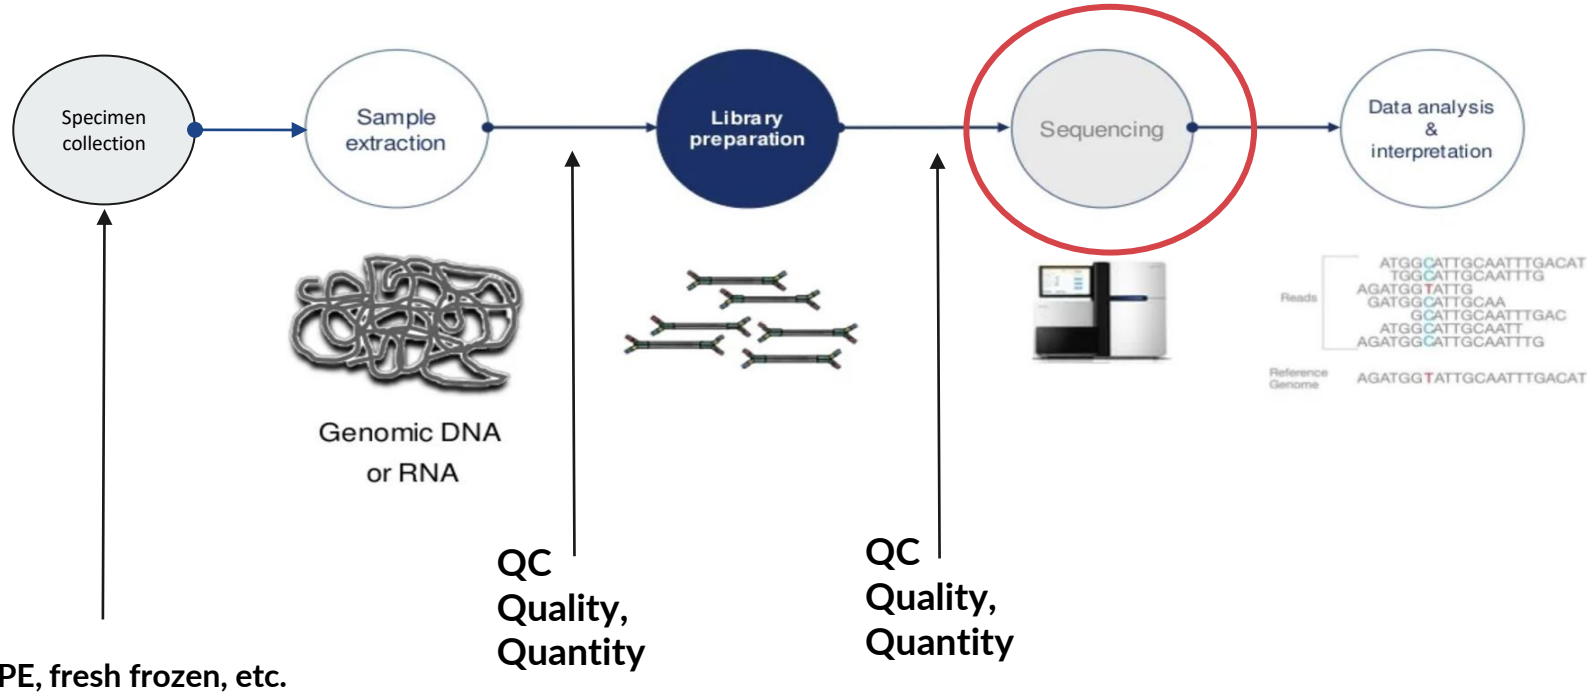 Specimen
collection
Sample
extraction
Library
preparation
Sequencing
Data analysis
&
interpretation
Genomic DNA
or RNA
Reads
ATGGCATTGCAATTTGACAT
TGGCATTGCAATTTG
AGATGGTATTG
GATGGCATTGCAA
GCATTGCAATTTGAC
ATGGCATTGCAATT
AGATGGCATTGCAATTTG
Reference
Genome
AGATGGTATTGCAATTTGACAT
QC
Quality,
Quantity
QC
Quality,
Quantity
PE, fresh frozen, etc.